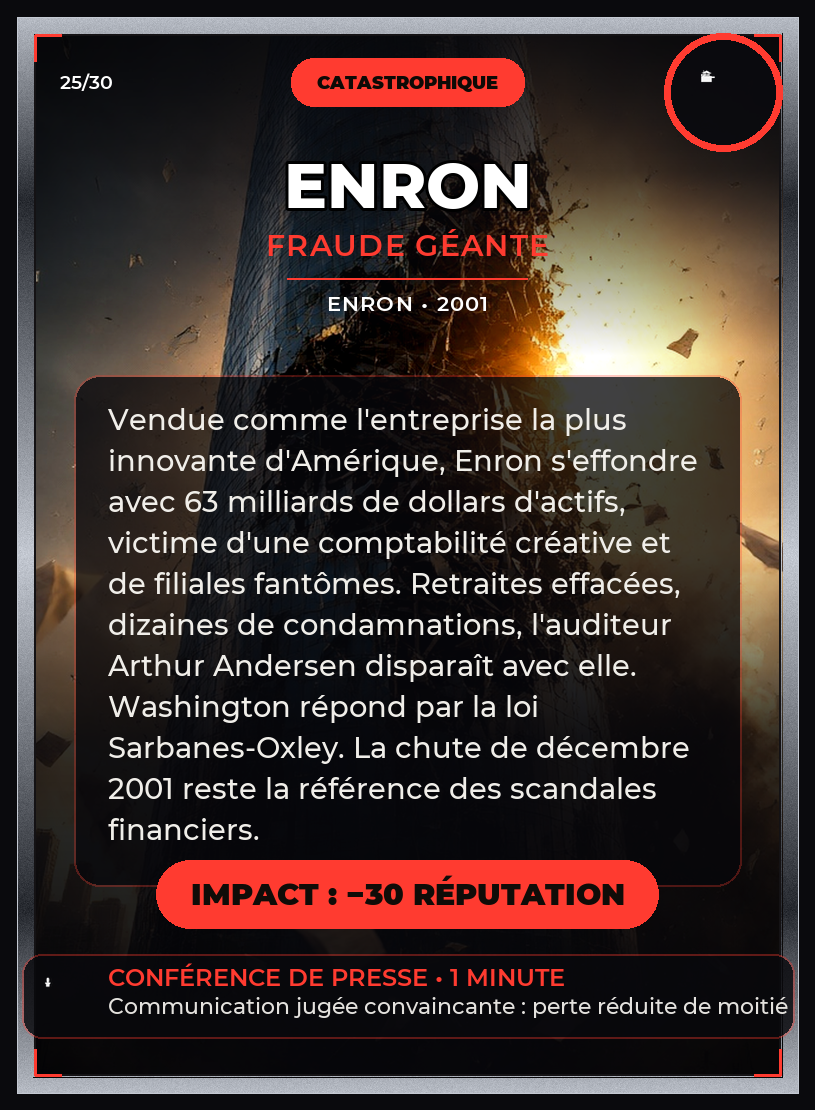 25/30
CATASTROPHIQUE
ENRON
FRAUDE GÉANTE
ENRON • 2001
Vendue comme l'entreprise la plus
innovante d'Amérique, Enron s'effondre
avec 63 milliards de dollars d'actifs,
victime d'une comptabilité créative et
de filiales fantômes. Retraites effacées,
dizaines de condamnations, l'auditeur
Arthur Andersen disparaît avec elle.
Washington répond par la loi
Sarbanes-Oxley. La chute de décembre
2001 reste la référence des scandales
financiers.
IMPACT : −30 RÉPUTATION
CONFÉRENCE DE PRESSE • 1 MINUTE
Communication jugée convaincante : perte réduite de moitié